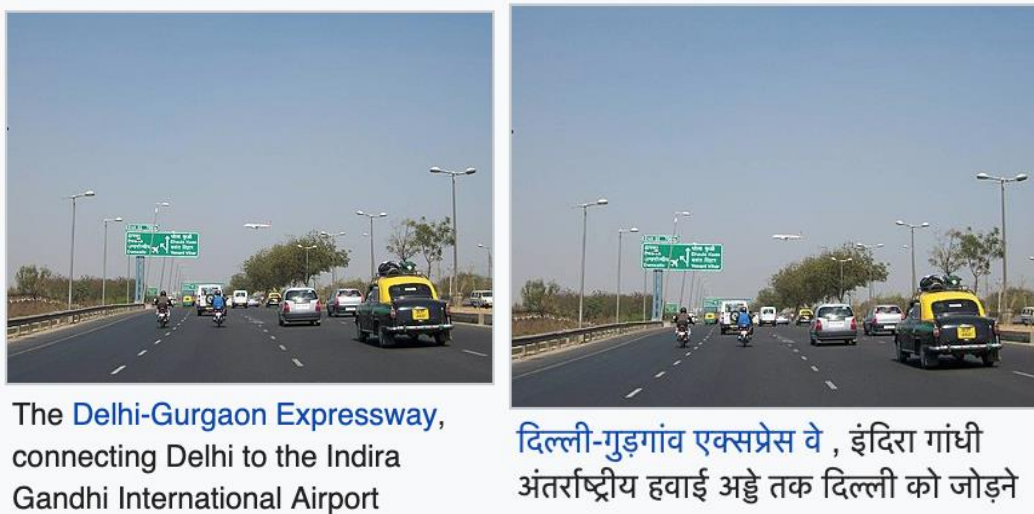 The Delhi-Gurgaon Expressway,
connecting Delhi to the Indira
Gandhi International Airport
दिल्ली-गुड़गांव एक्सप्रेस वे , इंदिरा गांधी
अंतर्राष्ट्रीय हवाई अड्डे तक दिल्ली को जोड़ने